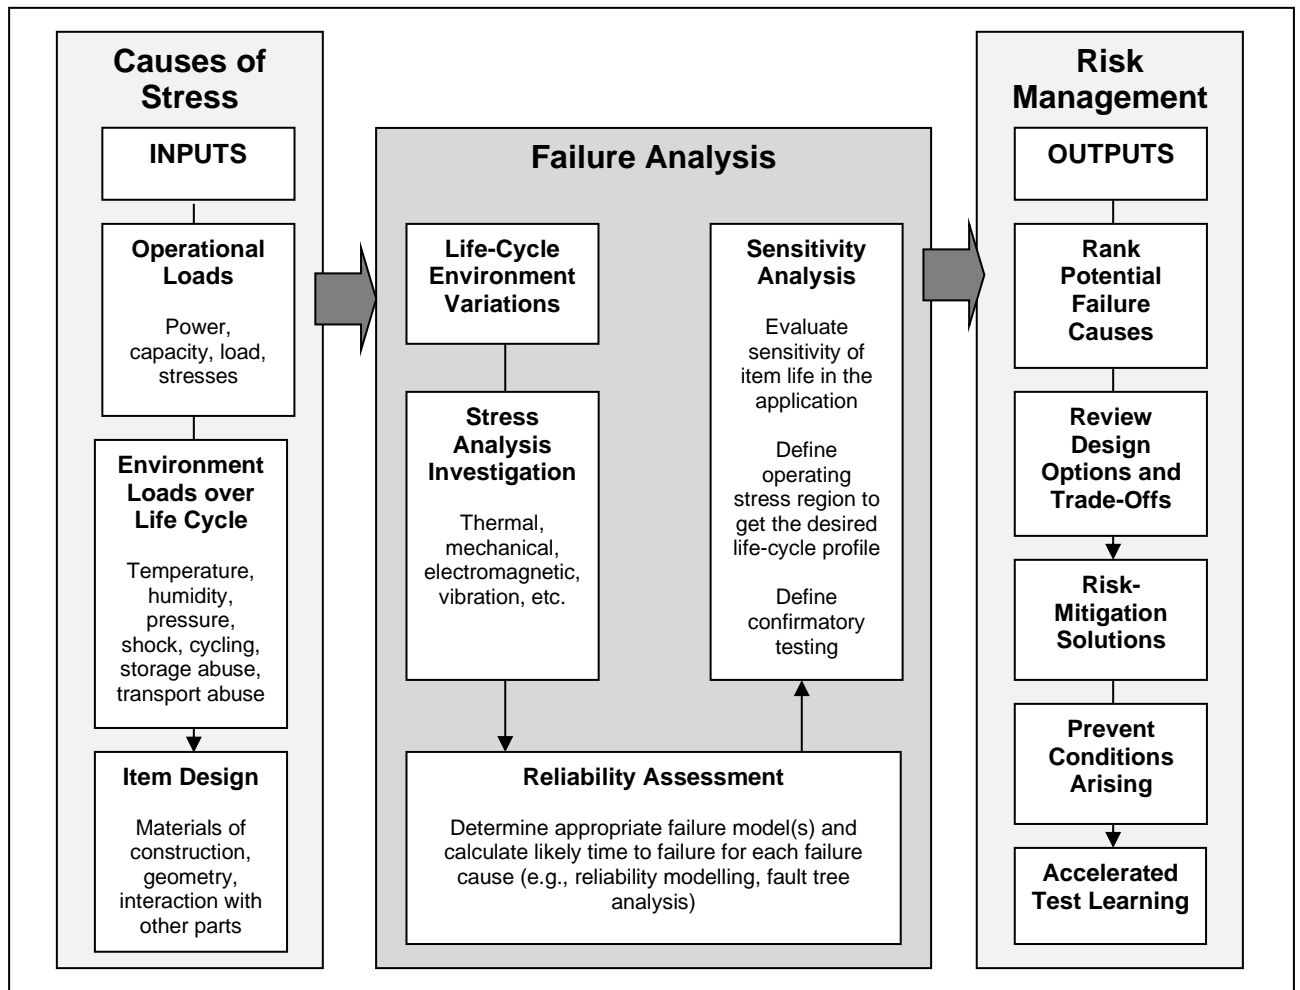 Causes of
Stress
INPUTS
Operational
Loads
Power,
capacity, load,
stresses
Environment
Loads over
Life Cycle
Temperature,
humidity,
pressure,
shock, cycling,
storage abuse,
transport abuse
Item Design
Materials of
construction,
geometry,
interaction with
other parts
Failure Analysis
Life-Cycle
Environment
Variations
Stress
Analysis
Investigation
Thermal,
mechanical,
electromagnetic,
vibration, etc.
Reliability Assessment
Determine appropriate failure model(s) and
calculate likely time to failure for each failure
cause (e.g., reliability modelling, fault tree
analysis)
Sensitivity
Analysis
Evaluate
sensitivity of
item life in the
application
Define
operating
stress region to
get the desired
life-cycle profile
Define
confirmatory
testing
Risk
Management
OUTPUTS
Rank
Potential
Failure
Causes
Review
Design
Options and
Trade-Offs
Risk-
Mitigation
Solutions
Prevent
Conditions
Arising
Accelerated
Test Learning